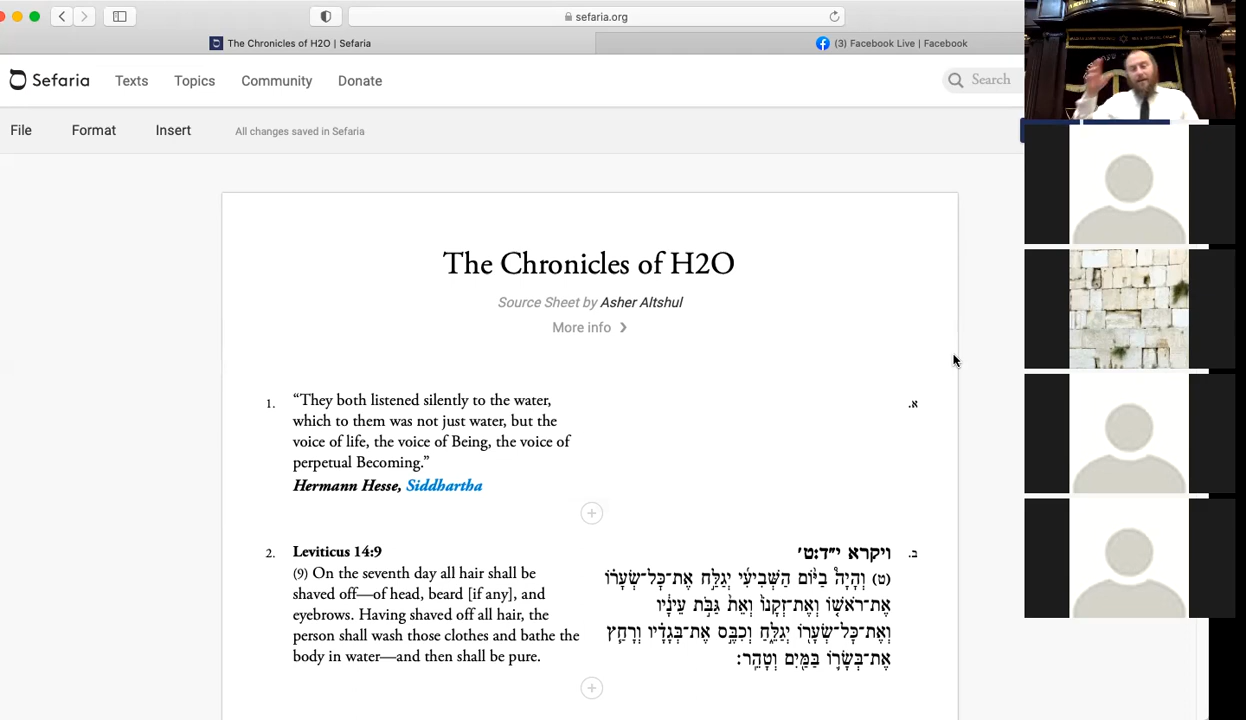 sefaria.org
The Chronicles of H2O | Sefaria
(3) Facebook Live | Facebook
Sefaria Texts Topics Community Donate Search
File Format Insert All changes saved in Sefaria
The Chronicles of H2O
Source Sheet by Asher Altshul
More info >
1.
“They both listened silently to the water,
which to them was not just water, but the
voice of life, the voice of Being, the voice of
perpetual Becoming.”
Hermann Hesse, Siddhartha
א.
2.
Leviticus 14:9
(9) On the seventh day all hair shall be
shaved off—of head, beard [if any], and
eyebrows. Having shaved off all hair, the
person shall wash those clothes and bathe the
body in water—and then shall be pure.
ב.
ויקרא י״ד:ט׳
(ט) וְהָיָה֩ בַיּ֨וֹם הַשְּׁבִיעִ֜י יְגַלַּ֣ח אֶת־כׇּל־שְׂעָר֗וֹ
אֶת־רֹאשׁ֤וֹ וְאֶת־זְקָנוֹ֙ וְאֵת֙ גַּבֹּ֣ת עֵינָ֔יו
וְאֶת־כׇּל־שְׂעָר֖וֹ יְגַלֵּ֑חַ וְכִבֶּ֣ס אֶת־בְּגָדָ֗יו וְרָחַ֧ץ
אֶת־בְּשָׂר֛וֹ בַּמַּ֖יִם וְטָהֵֽר׃